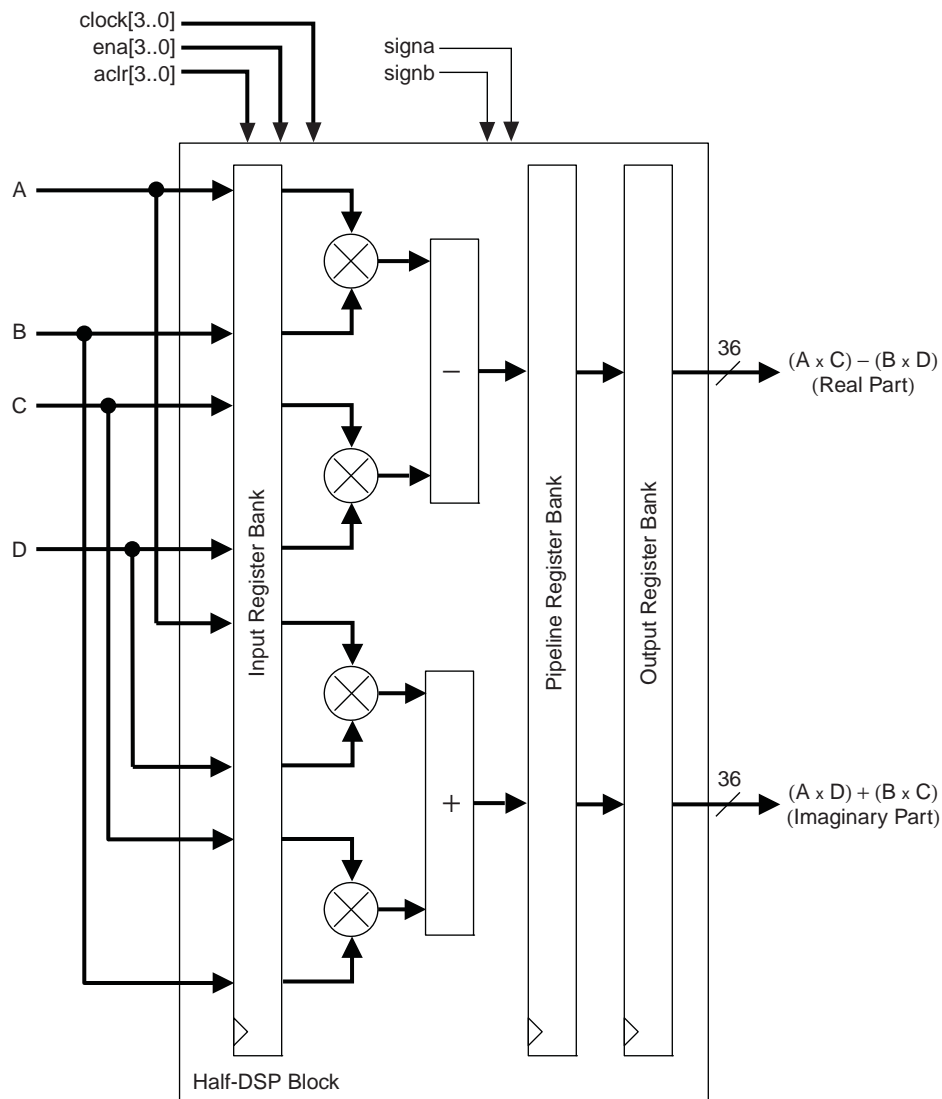 clock[3..0]
ena[3..0]
aclr[3..0]
signa
signb
A
B
C
D
Input Register Bank
Pipeline Register Bank
Output Register Bank
−
+
36
(A x C) − (B x D)
(Real Part)
36
(A x D) + (B x C)
(Imaginary Part)
Half-DSP Block